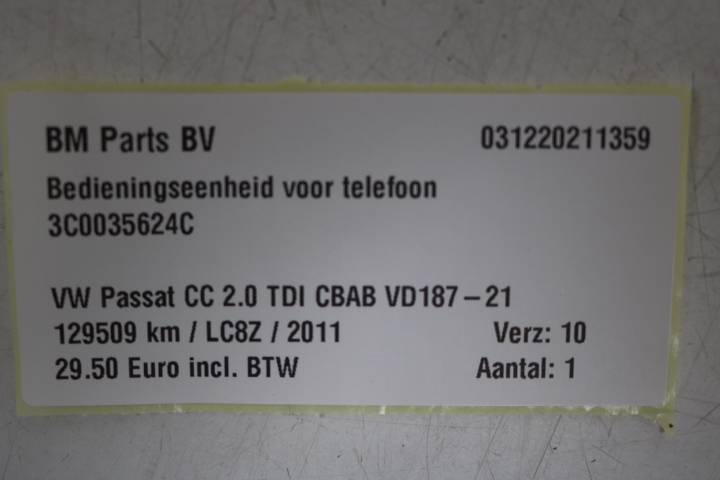 BM Parts BV 031220211359
Bedieningseenheid voor telefoon
3C0035624C
VW Passat CC 2.0 TDI CBAB VD187-21
129509 km / LC8Z / 2011 Verz: 10
29.50 Euro incl. BTW Aantal: 1